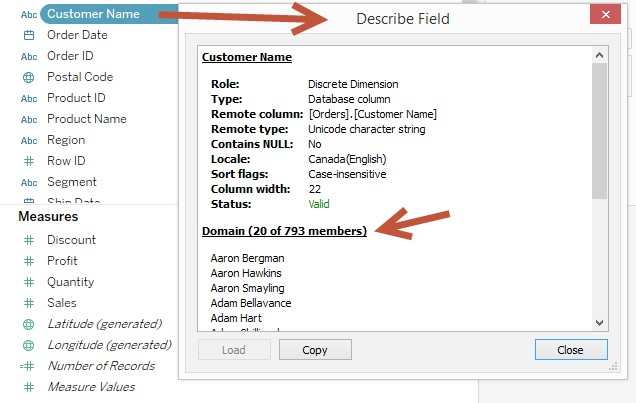 Abc Customer Name
Order Date
Abc Order ID
Postal Code
Abc Product ID
Abc Product Name
Abc Region
# Row ID
Abc Segment
Ship Date
Measures
# Discount
# Profit
# Quantity
# Sales
Latitude (generated)
Longitude (generated)
=# Number of Records
# Measure Values
Describe Field
Customer Name
Role: Discrete Dimension
Type: Database column
Remote column: [Orders].[Customer Name]
Remote type: Unicode character string
Contains NULL: No
Locale: Canada(English)
Sort flags: Case-insensitive
Column width: 22
Status: Valid
Domain (20 of 793 members)
Aaron Bergman
Aaron Hawkins
Aaron Smayling
Adam Bellavance
Adam Hart
Load
Copy
Close